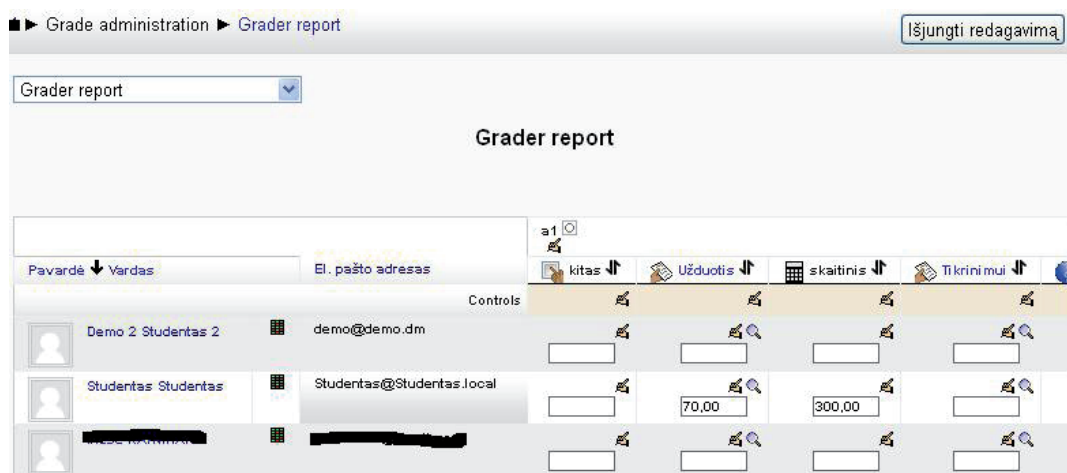 Grade administration ► Grader report
Išjungti redagavimą
Grader report
Grader report
a1
Pavardė Vardas El. pašto adresas kitas Užduotis skaitinis Tikrinimui
Controls
Demo 2 Studentas 2 demo@demo.dm
Studentas Studentas Studentas@Studentas.local
70,00 300,00